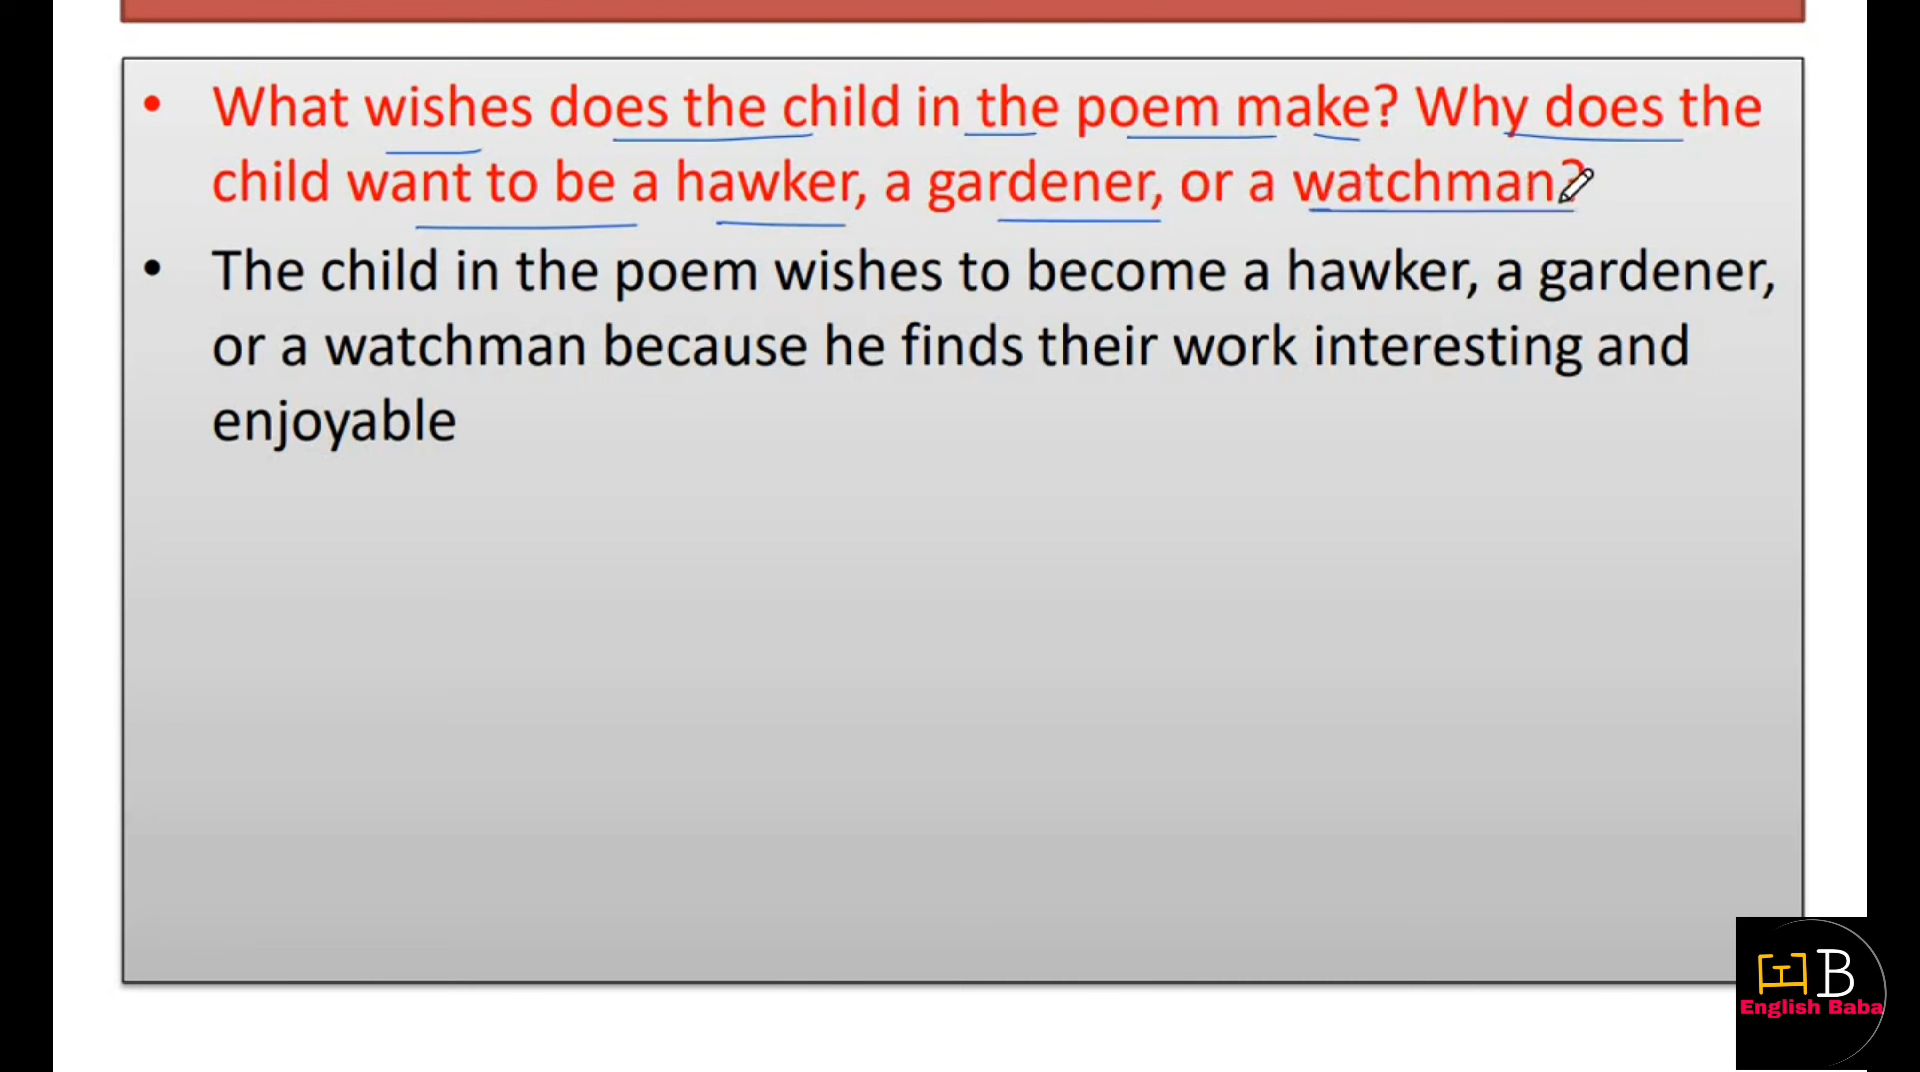 • What wishes does the child in the poem make? Why does the
child want to be a hawker, a gardener, or a watchman?
• The child in the poem wishes to become a hawker, a gardener,
or a watchman because he finds their work interesting and
enjoyable
B
English Baba